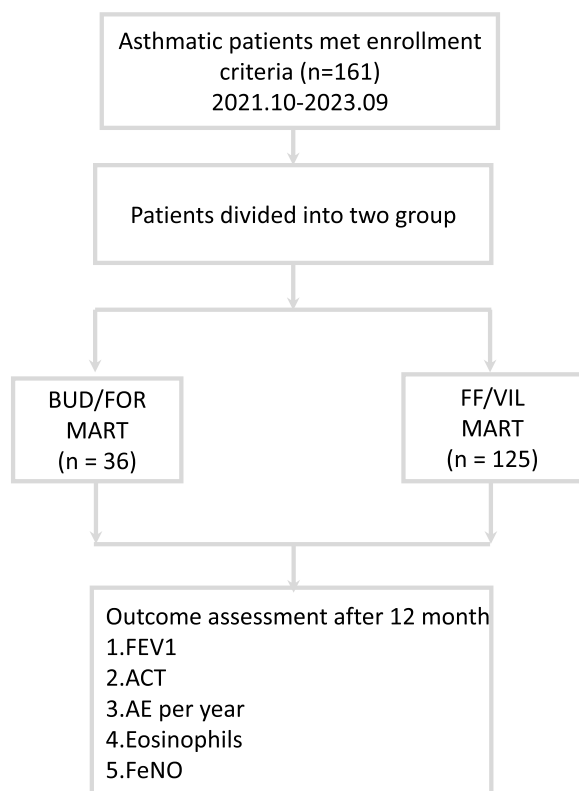 Asthmatic patients met enrollment
criteria (n=161)
2021.10-2023.09
Patients divided into two group
BUD/FOR
MART
(n = 36)
FF/VIL
MART
(n = 125)
Outcome assessment after 12 month
1.FEV1
2.ACT
3.AE per year
4.Eosinophils
5.FeNO